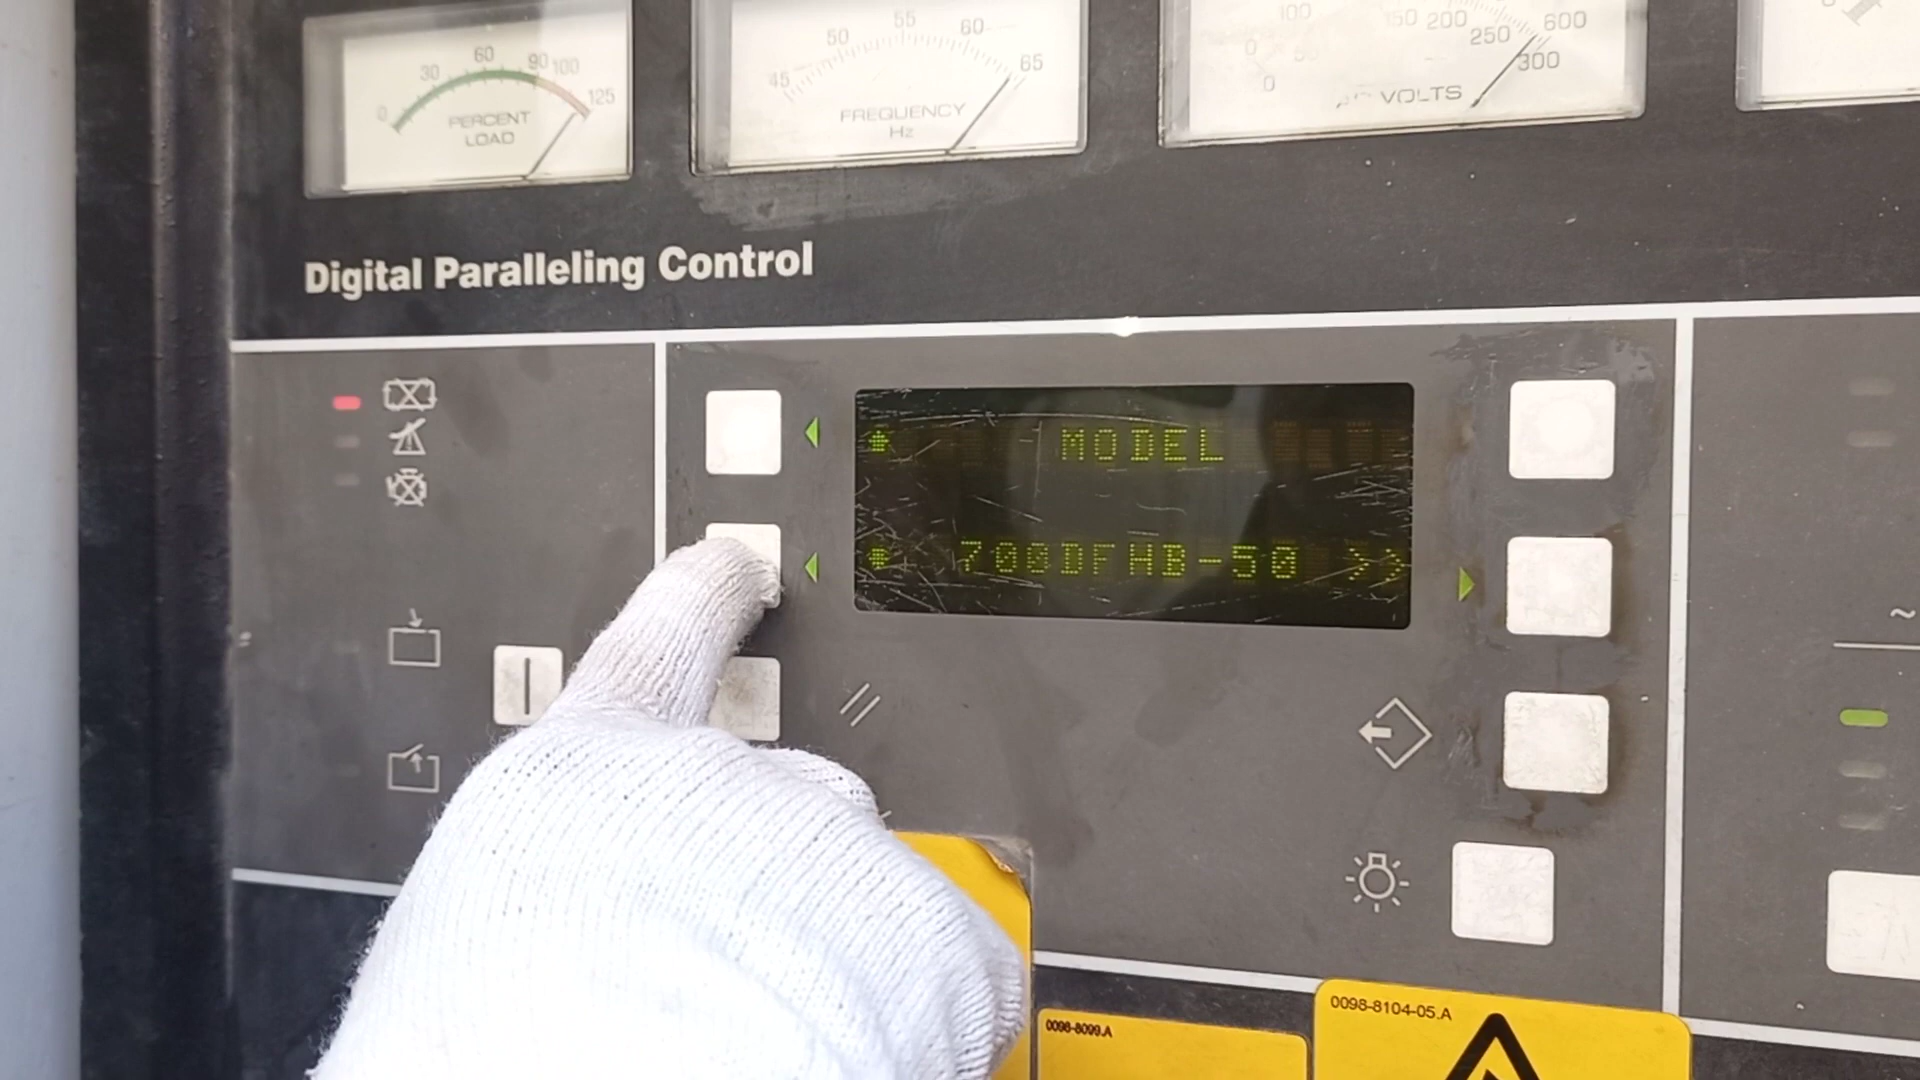 0 30 60 90 100 125
PERCENT
LOAD
45 50 55 60 65
FREQUENCY
Hz
0 100 150 200 250 300 600
0
VOLTS
Digital Paralleling Control
* MODEL
* 700DFHB-50 >>
0098-8099.A
0098-8104-05.A